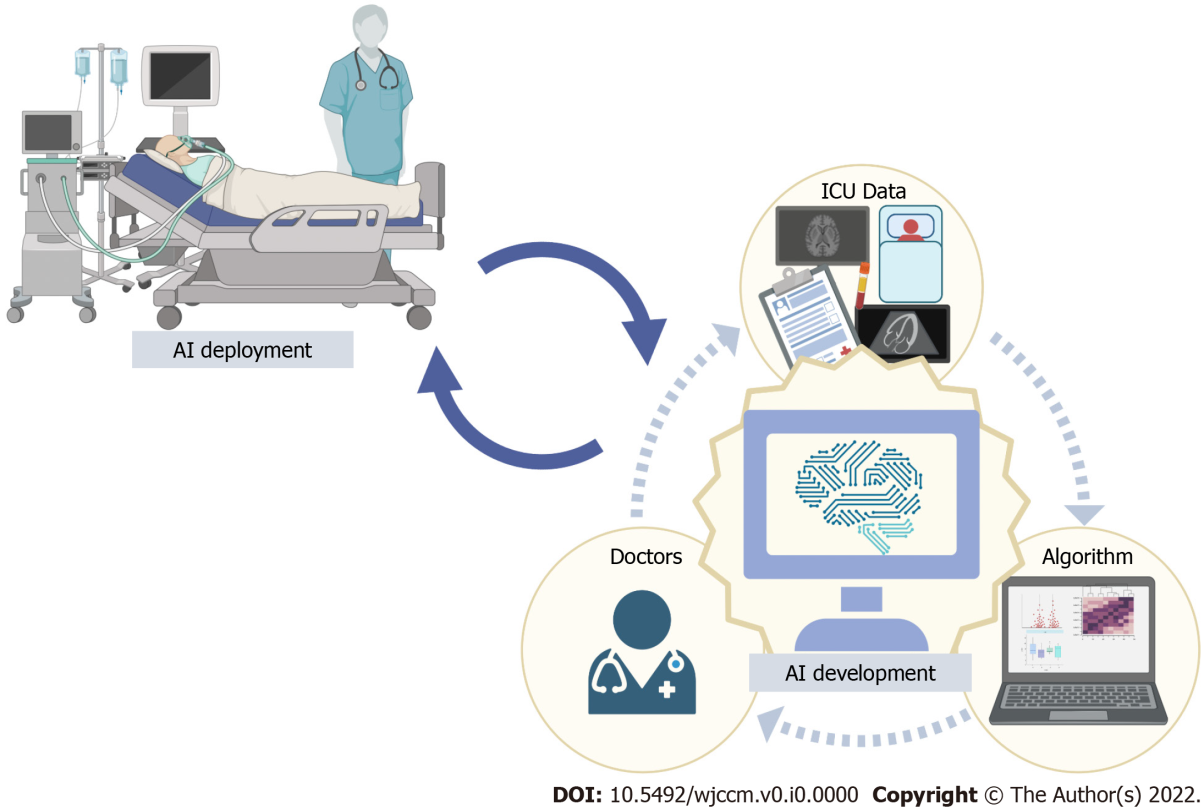 ICU Data
AI deployment
Doctors
Algorithm
AI development
DOI: 10.5492/wjccm.v0.i0.0000 Copyright © The Author(s) 2022.